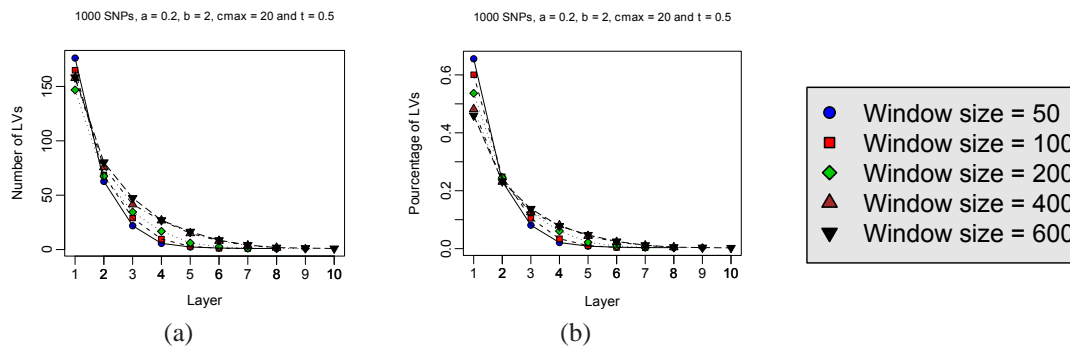 1000 SNPs, a = 0.2, b = 2, cmax = 20 and t = 0.5
Number of LVs
150
100
50
0
1 2 3 4 5 6 7 8 9 10
Layer
(a)
1000 SNPs, a = 0.2, b = 2, cmax = 20 and t = 0.5
Pourcentage of LVs
0.6
0.4
0.2
0.0
1 2 3 4 5 6 7 8 9 10
Layer
(b)
Window size = 50
Window size = 100
Window size = 200
Window size = 400
Window size = 600